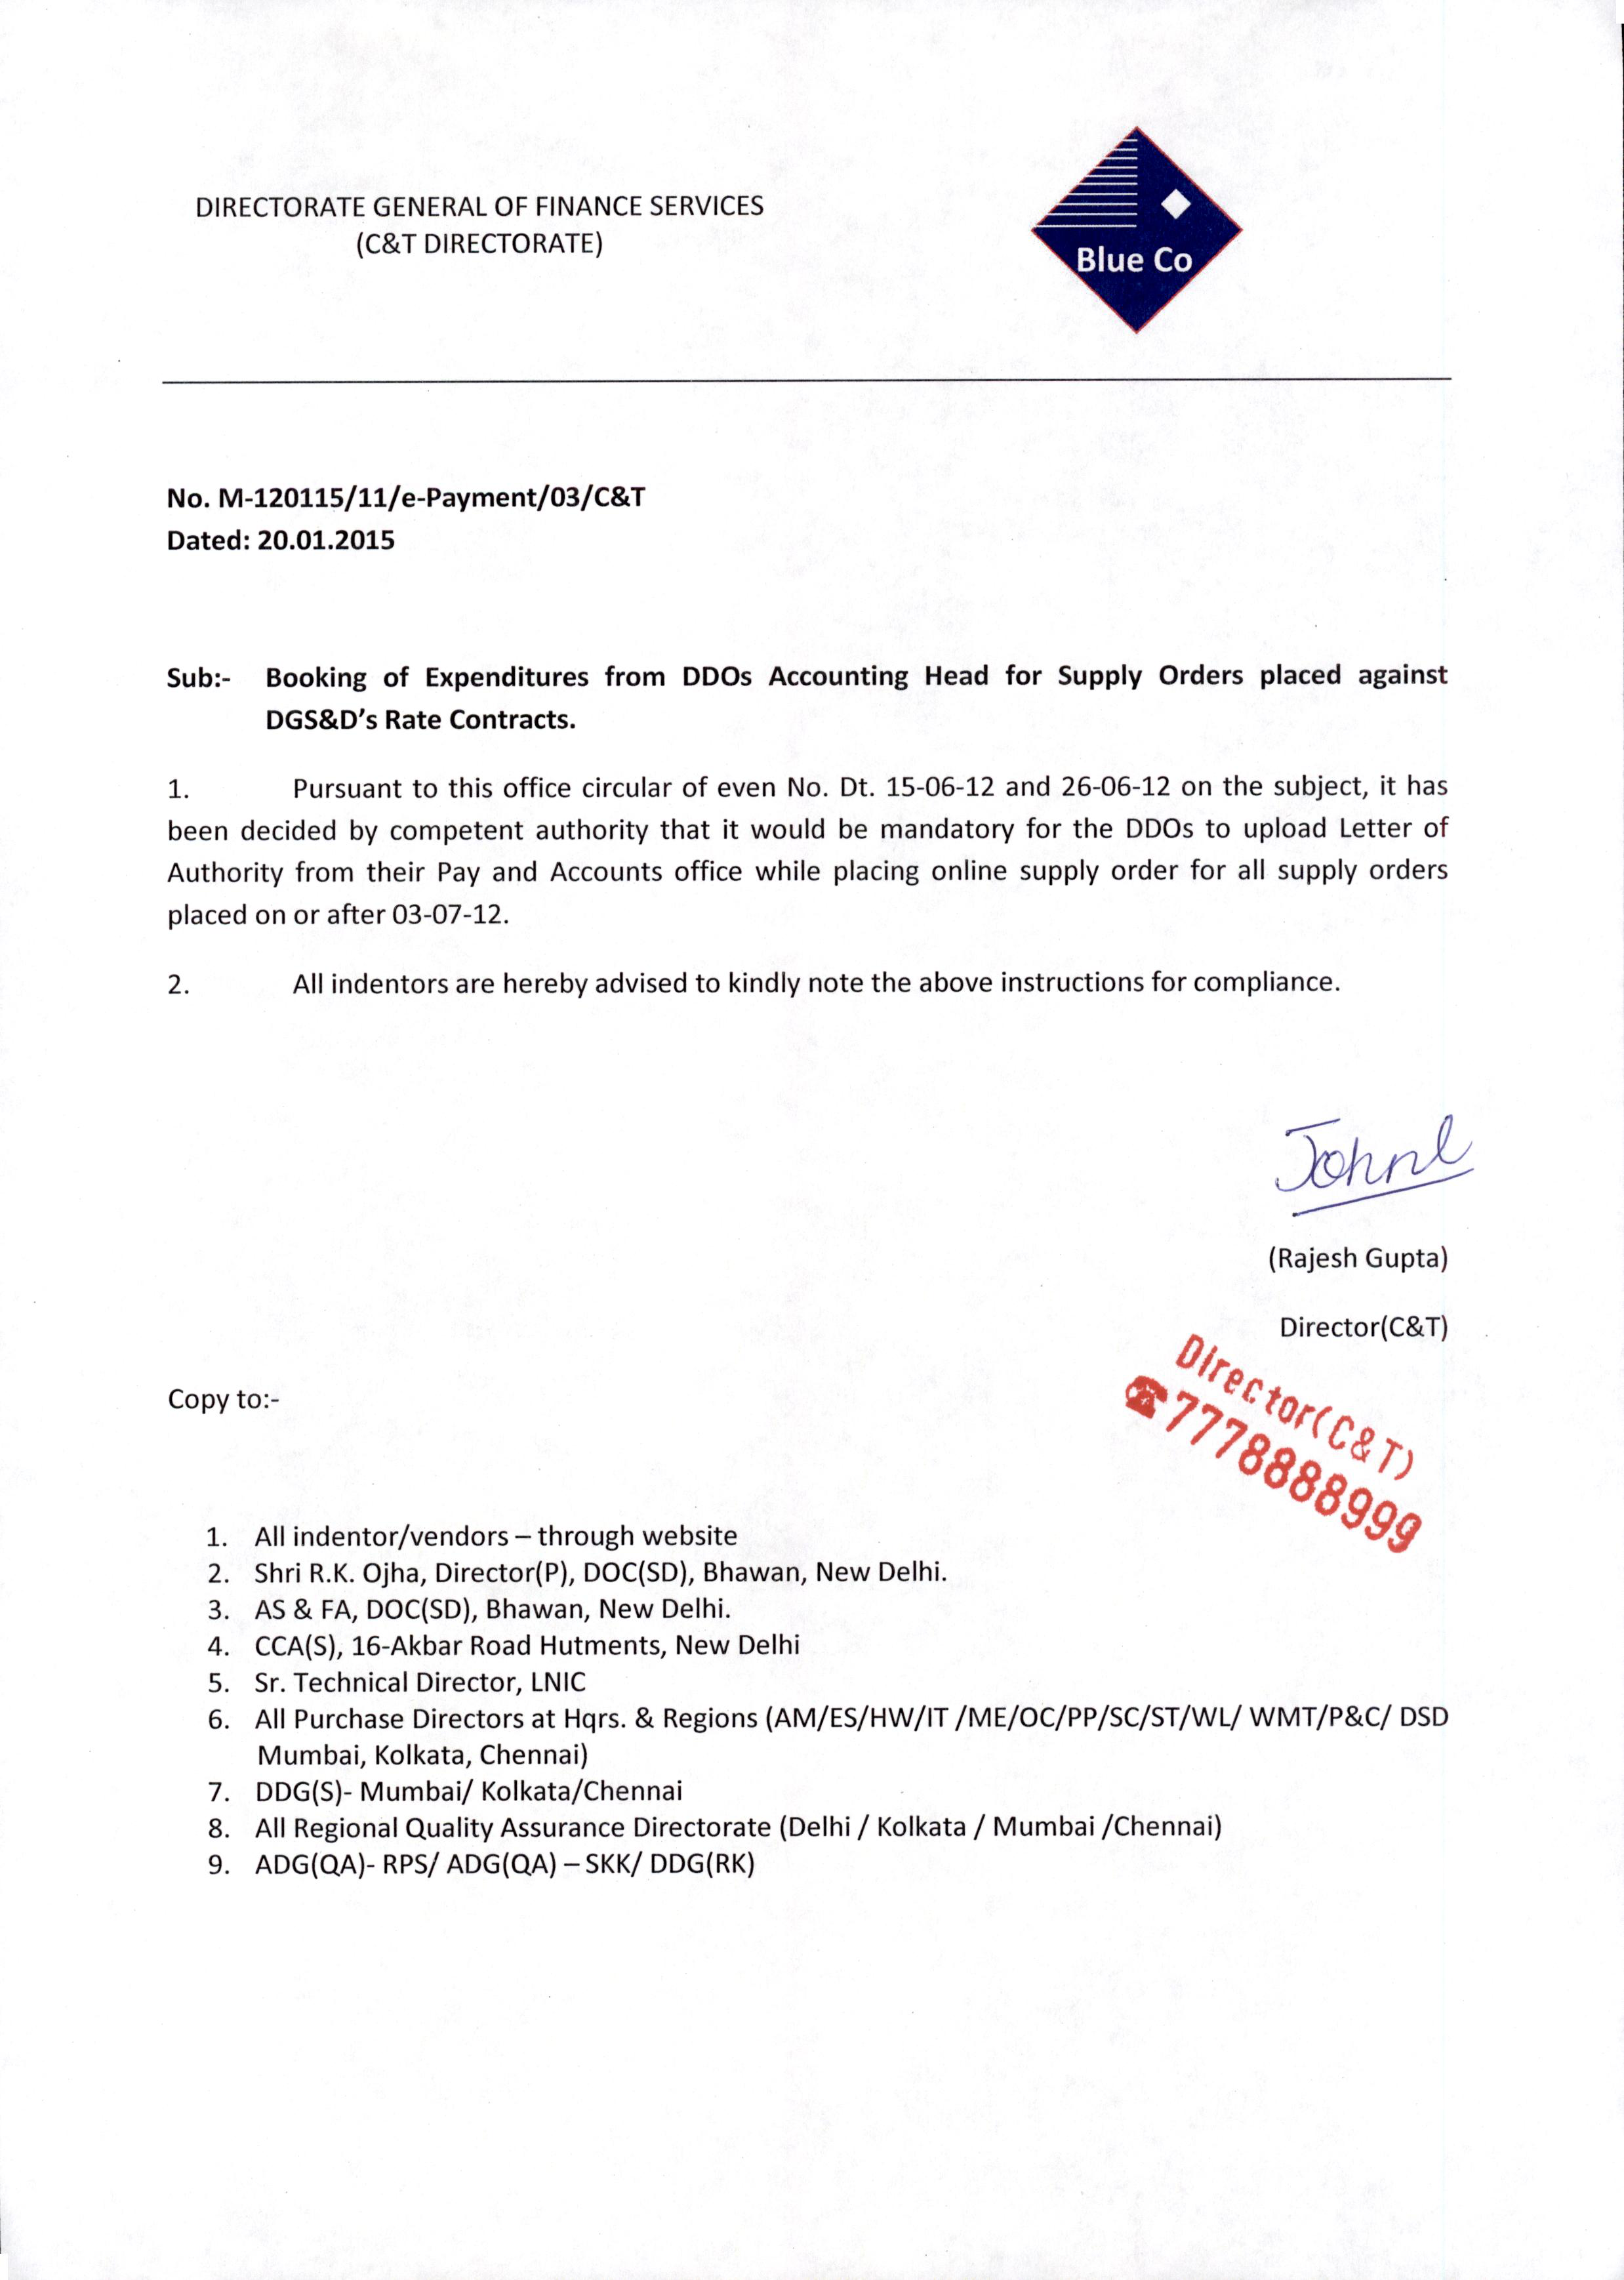 DIRECTORATE GENERAL OF FINANCE SERVICES
(C&T DIRECTORATE)
Blue Co
No. M-120115/11/e-Payment/03/C&T
Dated: 20.01.2015
Sub:- Booking of Expenditures from DDOs Accounting Head for Supply Orders placed against
DGS&D’s Rate Contracts.
1. Pursuant to this office circular of even No. Dt. 15-06-12 and 26-06-12 on the subject, it has
been decided by competent authority that it would be mandatory for the DDOs to upload Letter of
Authority from their Pay and Accounts office while placing online supply order for all supply orders
placed on or after 03-07-12.
2. All indentors are hereby advised to kindly note the above instructions for compliance.
Johnl
(Rajesh Gupta)
Director(C&T)
Director(C&T)
☎7778888999
Copy to:-
1. All indentor/vendors – through website
2. Shri R.K. Ojha, Director(P), DOC(SD), Bhawan, New Delhi.
3. AS & FA, DOC(SD), Bhawan, New Delhi.
4. CCA(S), 16-Akbar Road Hutments, New Delhi
5. Sr. Technical Director, LNIC
6. All Purchase Directors at Hqrs. & Regions (AM/ES/HW/IT /ME/OC/PP/SC/ST/WL/ WMT/P&C/ DSD
Mumbai, Kolkata, Chennai)
7. DDG(S)- Mumbai/ Kolkata/Chennai
8. All Regional Quality Assurance Directorate (Delhi / Kolkata / Mumbai /Chennai)
9. ADG(QA)- RPS/ ADG(QA) – SKK/ DDG(RK)